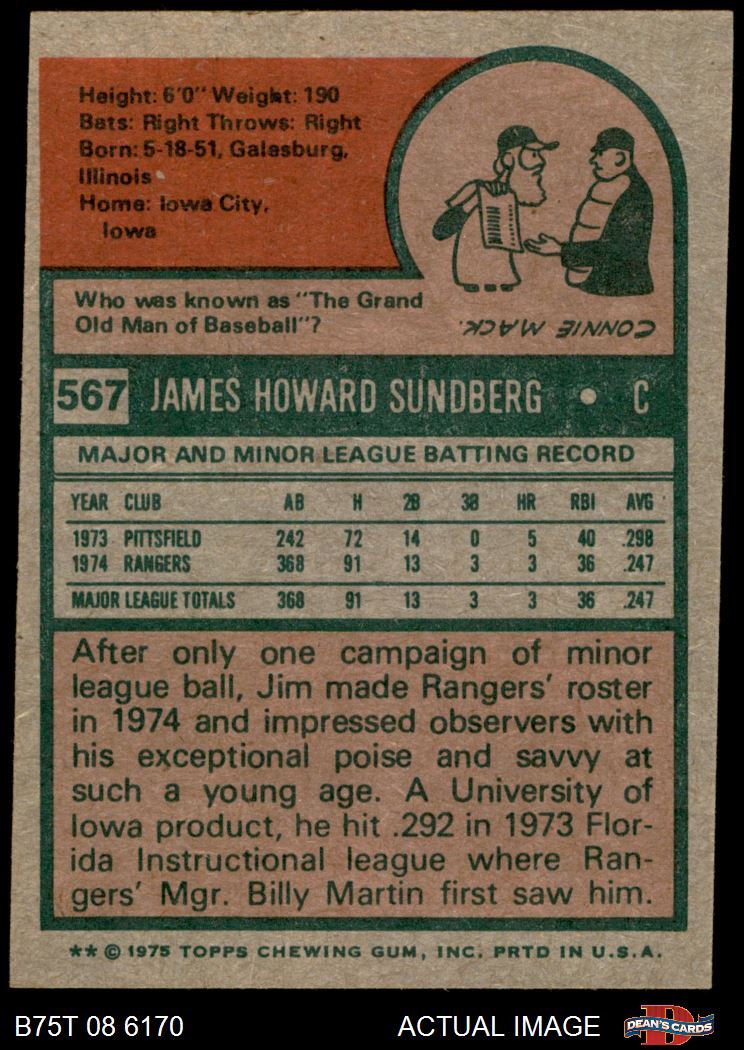 Height: 6'0" Weight: 190
Bats: Right Throws: Right
Born: 5-18-51, Galesburg,
Illinois
Home: Iowa City,
Iowa
Who was known as "The Grand
Old Man of Baseball"?
CONNIE MACK.
567 JAMES HOWARD SUNDBERG • C
MAJOR AND MINOR LEAGUE BATTING RECORD
YEAR CLUB AB H 2B 3B HR RBI AVG
1973 PITTSFIELD 242 72 14 0 5 40 .298
1974 RANGERS 368 91 13 3 3 36 .247
MAJOR LEAGUE TOTALS 368 91 13 3 3 36 .247
After only one campaign of minor
league ball, Jim made Rangers' roster
in 1974 and impressed observers with
his exceptional poise and savvy at
such a young age. A University of
Iowa product, he hit .292 in 1973 Flor-
ida Instructional league where Ran-
gers' Mgr. Billy Martin first saw him.
** © 1975 TOPPS CHEWING GUM, INC. PRTD IN U.S.A.
B75T 08 6170 ACTUAL IMAGE D DEAN'S CARDS